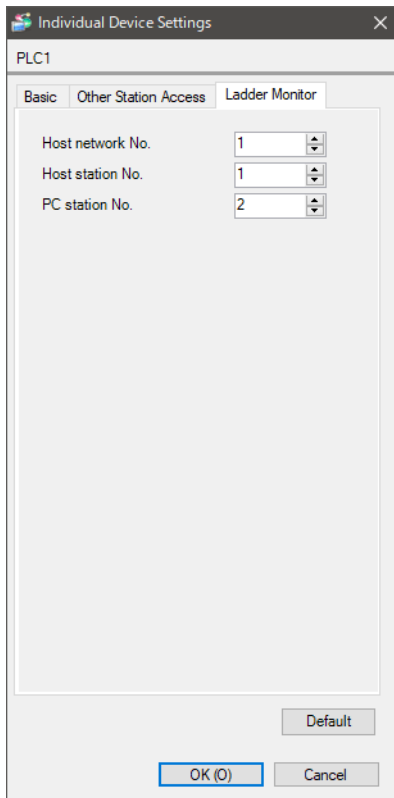 Individual Device Settings
PLC1
Basic Other Station Access Ladder Monitor
Host network No. 1
Host station No. 1
PC station No. 2
Default
OK (O) Cancel